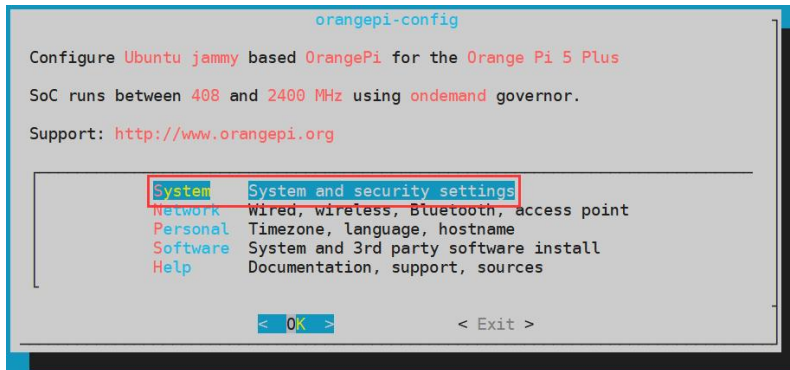 orangepi-config
Configure Ubuntu jammy based OrangePi for the Orange Pi 5 Plus
SoC runs between 408 and 2400 MHz using ondemand governor.
Support: http://www.orangepi.org
System System and security settings
Network Wired, wireless, Bluetooth, access point
Personal Timezone, language, hostname
Software System and 3rd party software install
Help Documentation, support, sources
< OK > < Exit >